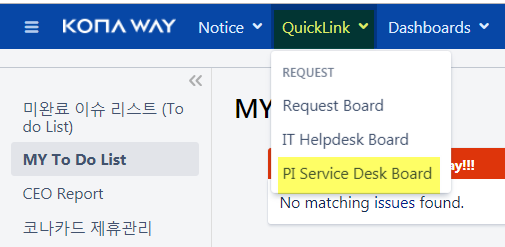 KONA WAY
Notice
QuickLink
Dashboards
REQUEST
Request Board
IT Helpdesk Board
PI Service Desk Board
미완료 이슈 리스트 (To
do List)
MY To Do List
CEO Report
코나카드 제휴관리
MY
ay!!!
No matching issues found.